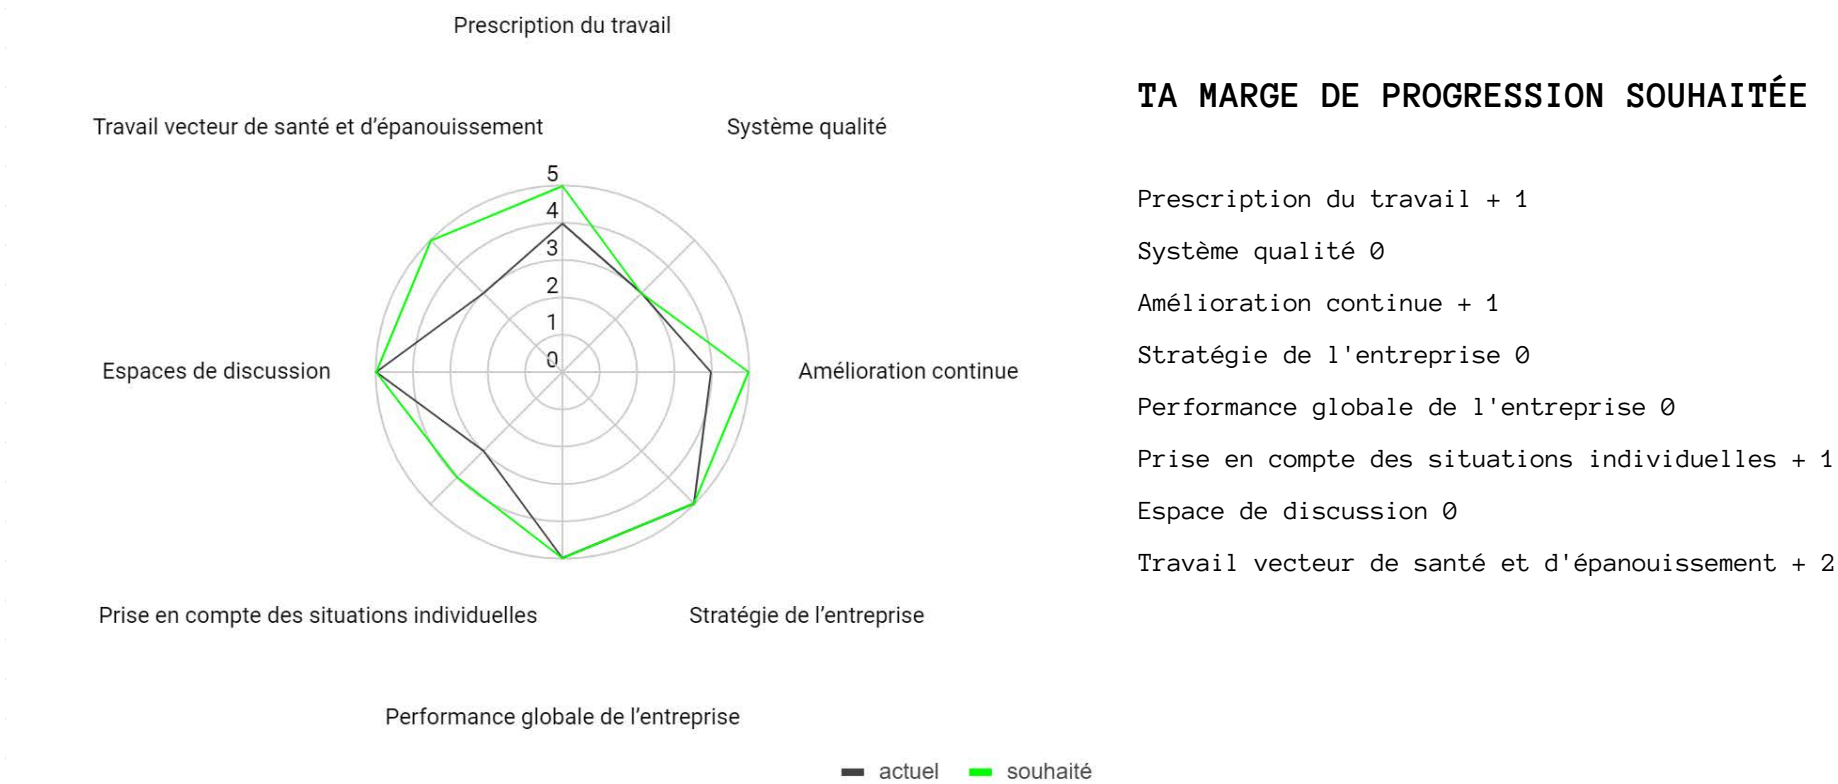 Prescription du travail
Travail vecteur de santé et d’épanouissement
Système qualité
5
4
3
2
1
0
Espaces de discussion
Amélioration continue
Prise en compte des situations individuelles
Stratégie de l’entreprise
Performance globale de l’entreprise
actuel
souhaité
TA MARGE DE PROGRESSION SOUHAITÉE
Prescription du travail + 1
Système qualité 0
Amélioration continue + 1
Stratégie de l'entreprise 0
Performance globale de l'entreprise 0
Prise en compte des situations individuelles + 1
Espace de discussion 0
Travail vecteur de santé et d'épanouissement + 2